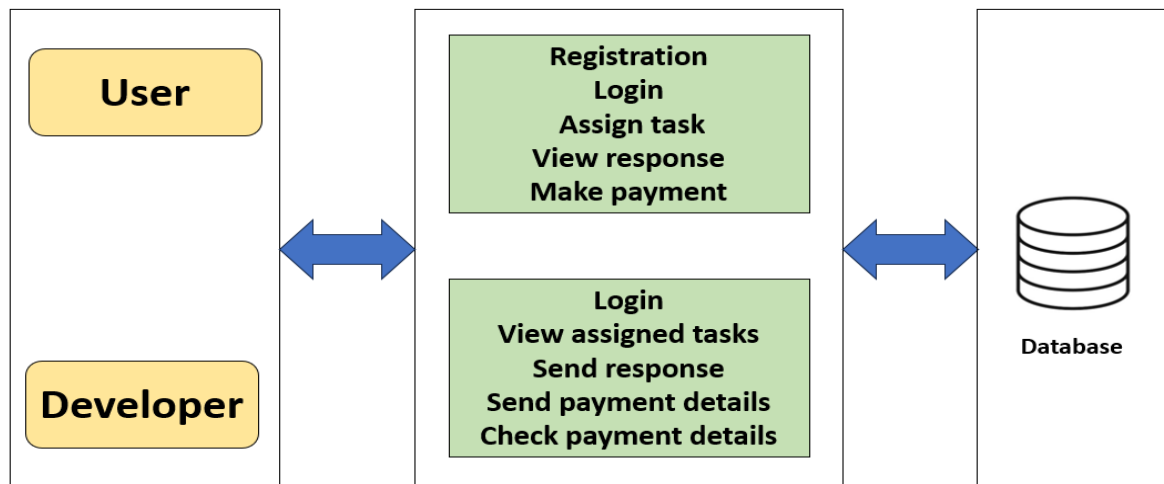 User
Developer
Registration
Login
Assign task
View response
Make payment
Login
View assigned tasks
Send response
Send payment details
Check payment details
Database